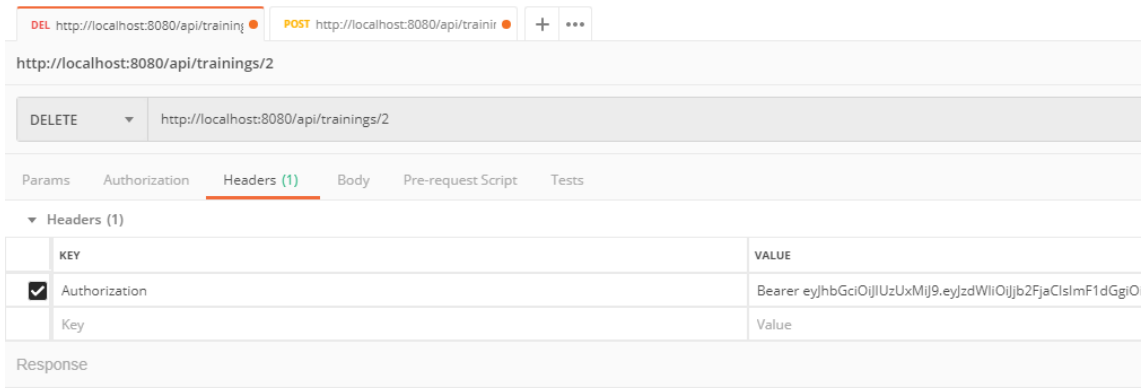 DEL http://localhost:8080/api/training POST http://localhost:8080/api/trainir + •••
http://localhost:8080/api/trainings/2
DELETE http://localhost:8080/api/trainings/2
Params Authorization Headers (1) Body Pre-request Script Tests
Headers (1)
KEY VALUE
Authorization Bearer eyJhbGciOiJIUzUxMiJ9.eyJzdWIiOiJjb2FjaCIsImF1dGgiOi
Key Value
Response